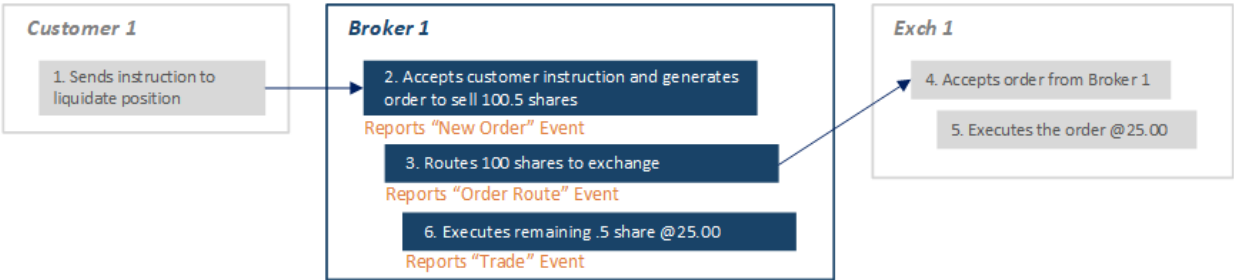 Customer 1
1. Sends instruction to
liquidate position
Broker 1
2. Accepts customer instruction and generates
order to sell 100.5 shares
Reports “New Order” Event
3. Routes 100 shares to exchange
Reports “Order Route” Event
6. Executes remaining .5 share @25.00
Reports “Trade” Event
Exch 1
4. Accepts order from Broker 1
5. Executes the order @25.00